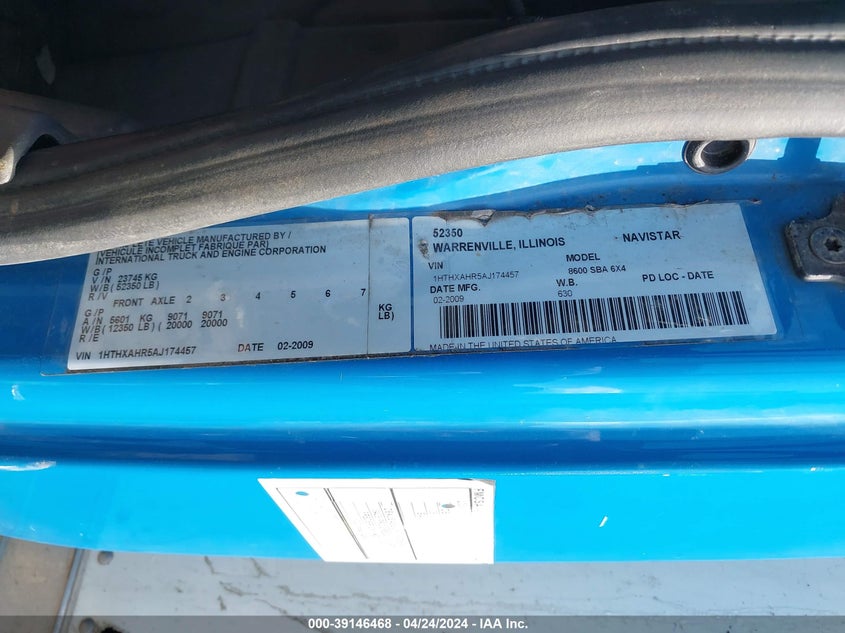 VEHICLE MANUFACTURED BY /
(VEHICULE INCOMPLET FABRIQUE PAR)
INTERNATIONAL TRUCK AND ENGINE CORPORATION
G / P
V / N 23745 KG
W/B( 52350 LB)
R / V
FRONT AXLE 2 3 4 5 6 7
G / P
A / N 5601 KG 9071 9071 KG
W/B( 12350 LB) ( 20000 20000 LB)
R / E
VIN 1HTHXAHR5AJ174457 DATE 02-2009
52350
WARRENVILLE, ILLINOIS NAVISTAR
VIN MODEL
1HTHXAHR5AJ174457 8600 SBA 6X4
DATE MFG. W.B. PD LOC - DATE
02-2009 630
MADE IN THE UNITED STATES OF AMERICA
000-39146468 - 04/24/2024 - IAA Inc.